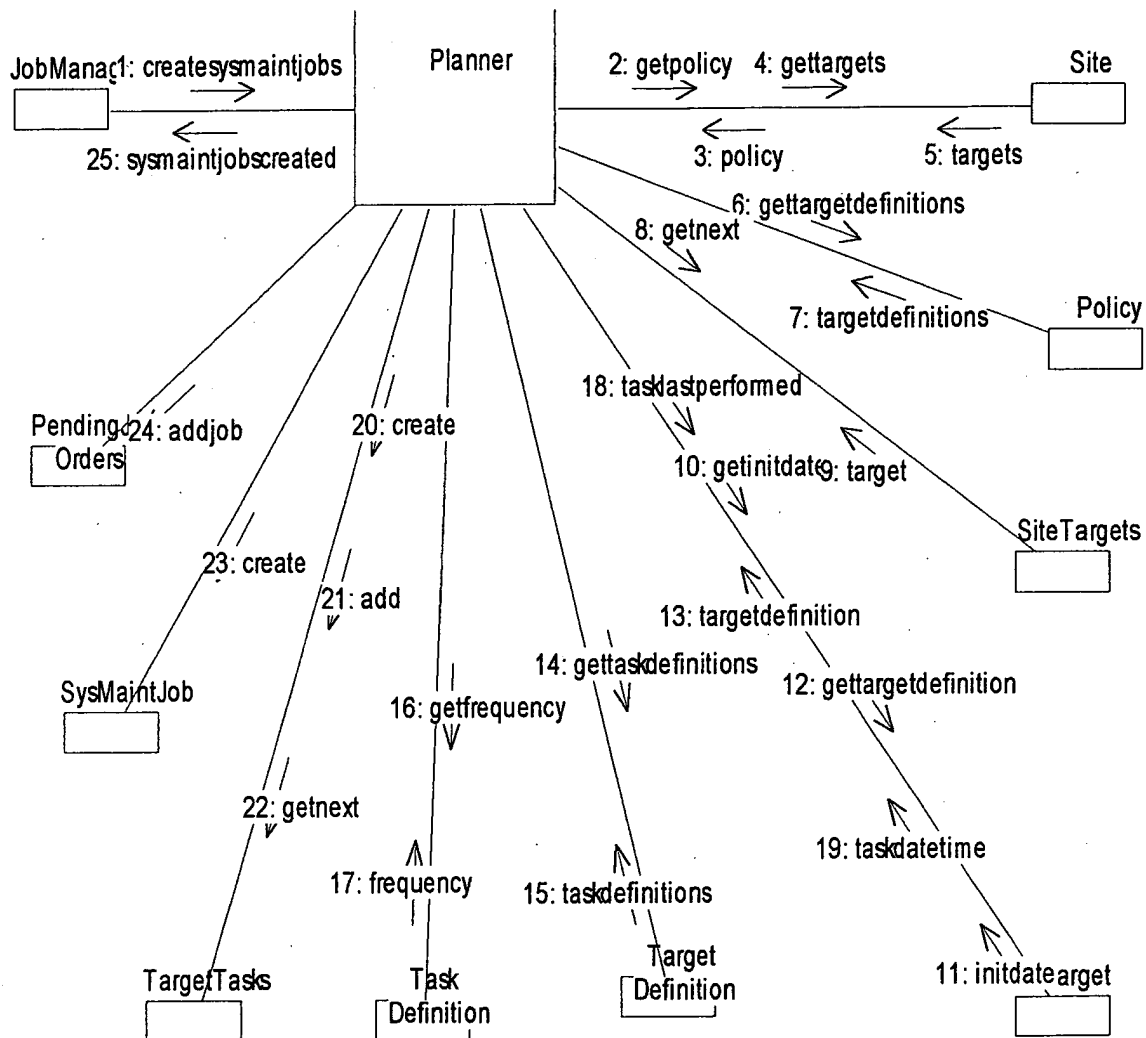 Planner
JobManag
1: createsysmaintjobs
2: getpolicy
4: gettargets
Site
25: sysmaintjobscreated
3: policy
5: targets
6: gettargetdefinitions
8: getnext
7: targetdefinitions
Policy
18: tasklastperformed
Pending
24: addjob
Orders
20: create
10: getinitdate
9: target
SiteTargets
23: create
21: add
13: targetdefinition
14: gettaskdefinitions
12: gettargetdefinition
SysMaintJob
16: getfrequency
22: getnext
19: taskdatetime
17: frequency
15: taskdefinitions
TargetTasks
Task
Definition
Target
Definition
11: initdate
arget